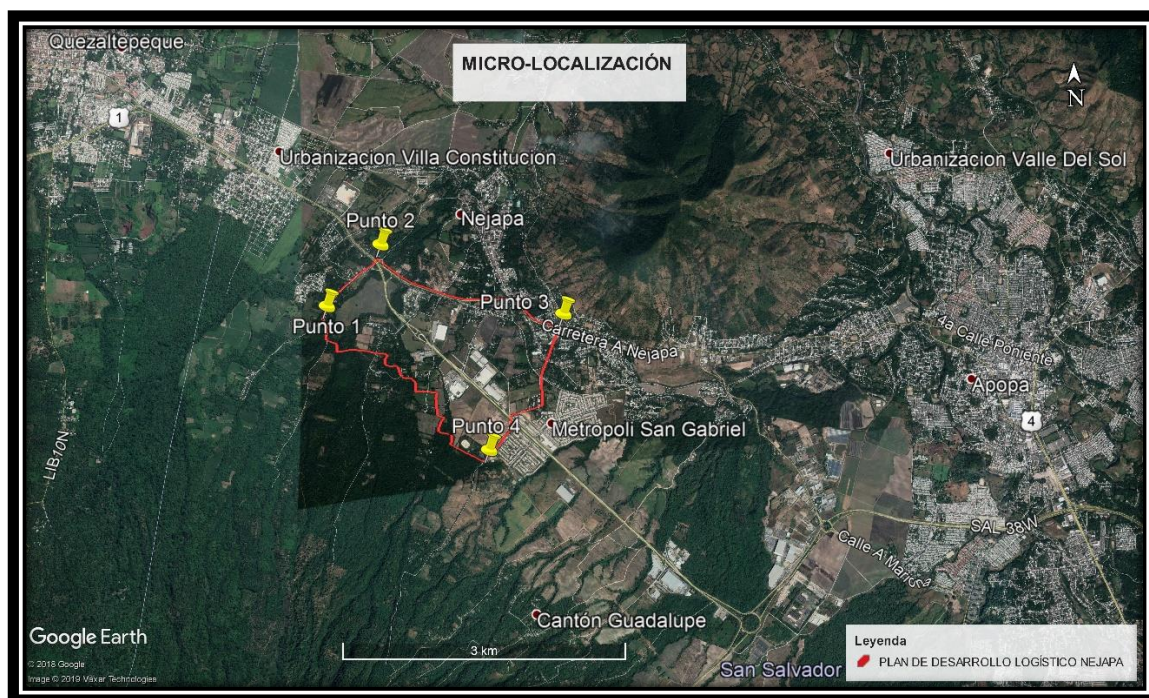 Quezaltepeque
MICRO-LOCALIZACIÓN
N
1
Urbanizacion Villa Constitucion
Urbanizacion Valle Del Sol
Punto 2
Nejapa
Punto 3
Punto 1
Carretera A Nejapa
4a Calle Poniente
Apopa
Punto 4
Metropoli San Gabriel
4
LIB10N
SAL-38W
Calle A Mariona
Cantón Guadalupe
Google Earth
3 km
Leyenda
PLAN DE DESARROLLO LOGÍSTICO NEJAPA
San Salvador
© 2018 Google
Image © 2019 Maxar Technologies